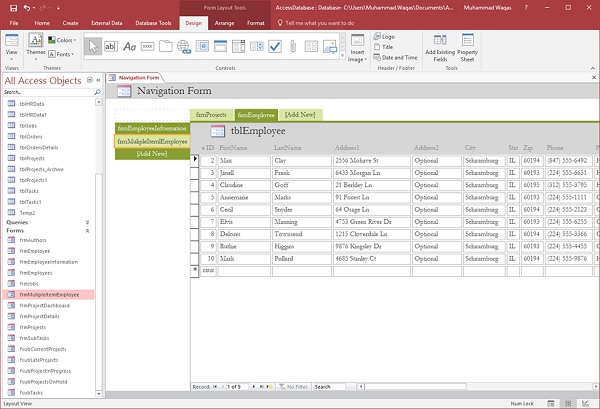 Form Layout Tools
AccessDatabase : Database- C:\Users\Muhammad Waqas\Documents\A...
Muhammad Waqas
File Home Create External Data Database Tools Design Arrange Format Tell me what you want to do
Views Themes Colors Fonts
View Themes Controls
Insert Image
Logo
Title
Date and Time
Header / Footer
Add Existing Fields
Property Sheet
Tools
All Access Objects
Search...
tblHRData
tblHRData1
tblJobs
tblOrders
tblOrdersDetails
tblProjects
tblProjects_Archive
tblProjects1
tblTasks
tblTasks1
Temp2
Queries
Forms
frmAuthors
frmEmployee
frmEmployeeInformation
frmEmployees
frmJobs
frmMulipleItemEmployee
frmProjectDashboard
frmProjectDetails
frmProjects
frmSubTasks
fsubCurrentProjects
fsubLateProjects
fsubProjectInProgress
fsubProjectsOnHold
fsubTasks
Navigation Form
Navigation Form
frmProjects frmEmployee [Add New]
frmEmployeeInformation
frmMulipleItemEmployee
[Add New]
tblEmployee
e ID FirstName LastName Address1 Address2 City Stat Zip Phone
2 Max Clay 2556 Mohave St Optional Schaumburg IL 60194 (847) 555-6492
3 Janell Frank 6433 Morgan Ln Optional Schaumburg IL 60193 (224) 555-6631
4 Claudine Goff 21 Berkley Ln Optional Schaumburg IL 60195 (312) 555-3795
5 Annemarie Marks 91 Forest Ln Optional Schaumburg IL 60193 (224) 555-1111
6 Cecil Snyder 64 Osage Ln Optional Schaumburg IL 60194 (224) 555-2123
7 Elvis Manning 4753 Green River Dr Optional Schaumburg IL 60193 (224) 555-6255
8 Delores Townsend 1215 Cloverdale Ln Optional Schaumburg IL 60194 (224) 555-3366
9 Ruthie Higgins 9876 Kingsley Dr Optional Schaumburg IL 60193 (224) 555-4455
10 Mark Pollard 4685 Stanley Ct Optional Schaumburg IL 60194 (224) 555-9876
* ###
Record: 1 of 9 No Filter Search
Layout View Num Lock